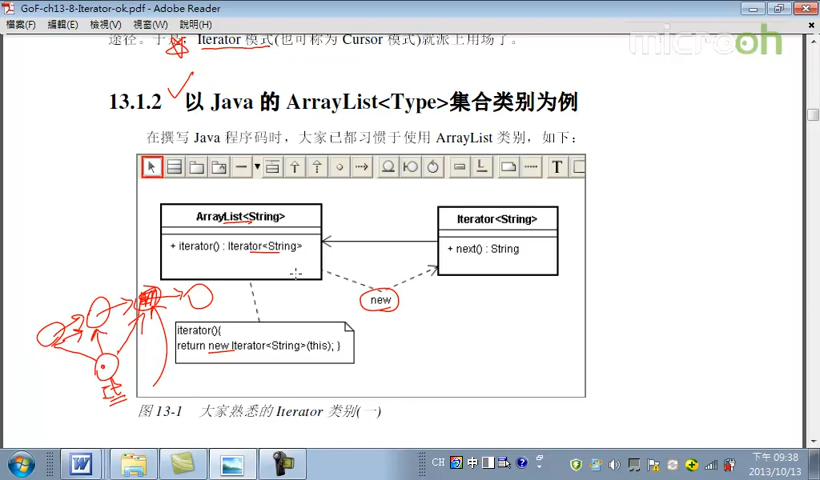 GoF-ch13-8-Iterator-ok.pdf - Adobe Reader
檔案(F) 編輯(E) 檢視(V) 視窗(W) 說明(H)
microoh
Iterator 模式(也可称为 Cursor 模式)就派上用场了。
13.1.2 以 Java 的 ArrayList<Type>集合类别为例
在撰写 Java 程序码时，大家已都习惯于使用 ArrayList 类别，如下：
T
ArrayList<String>
+ iterator() : Iterator<String>
Iterator<String>
+ next() : String
new
iterator(){
return new Iterator<String>(this); }
图 13-1 大家熟悉的 Iterator 类别(一)
CH 中
下午 09:38
2013/10/13